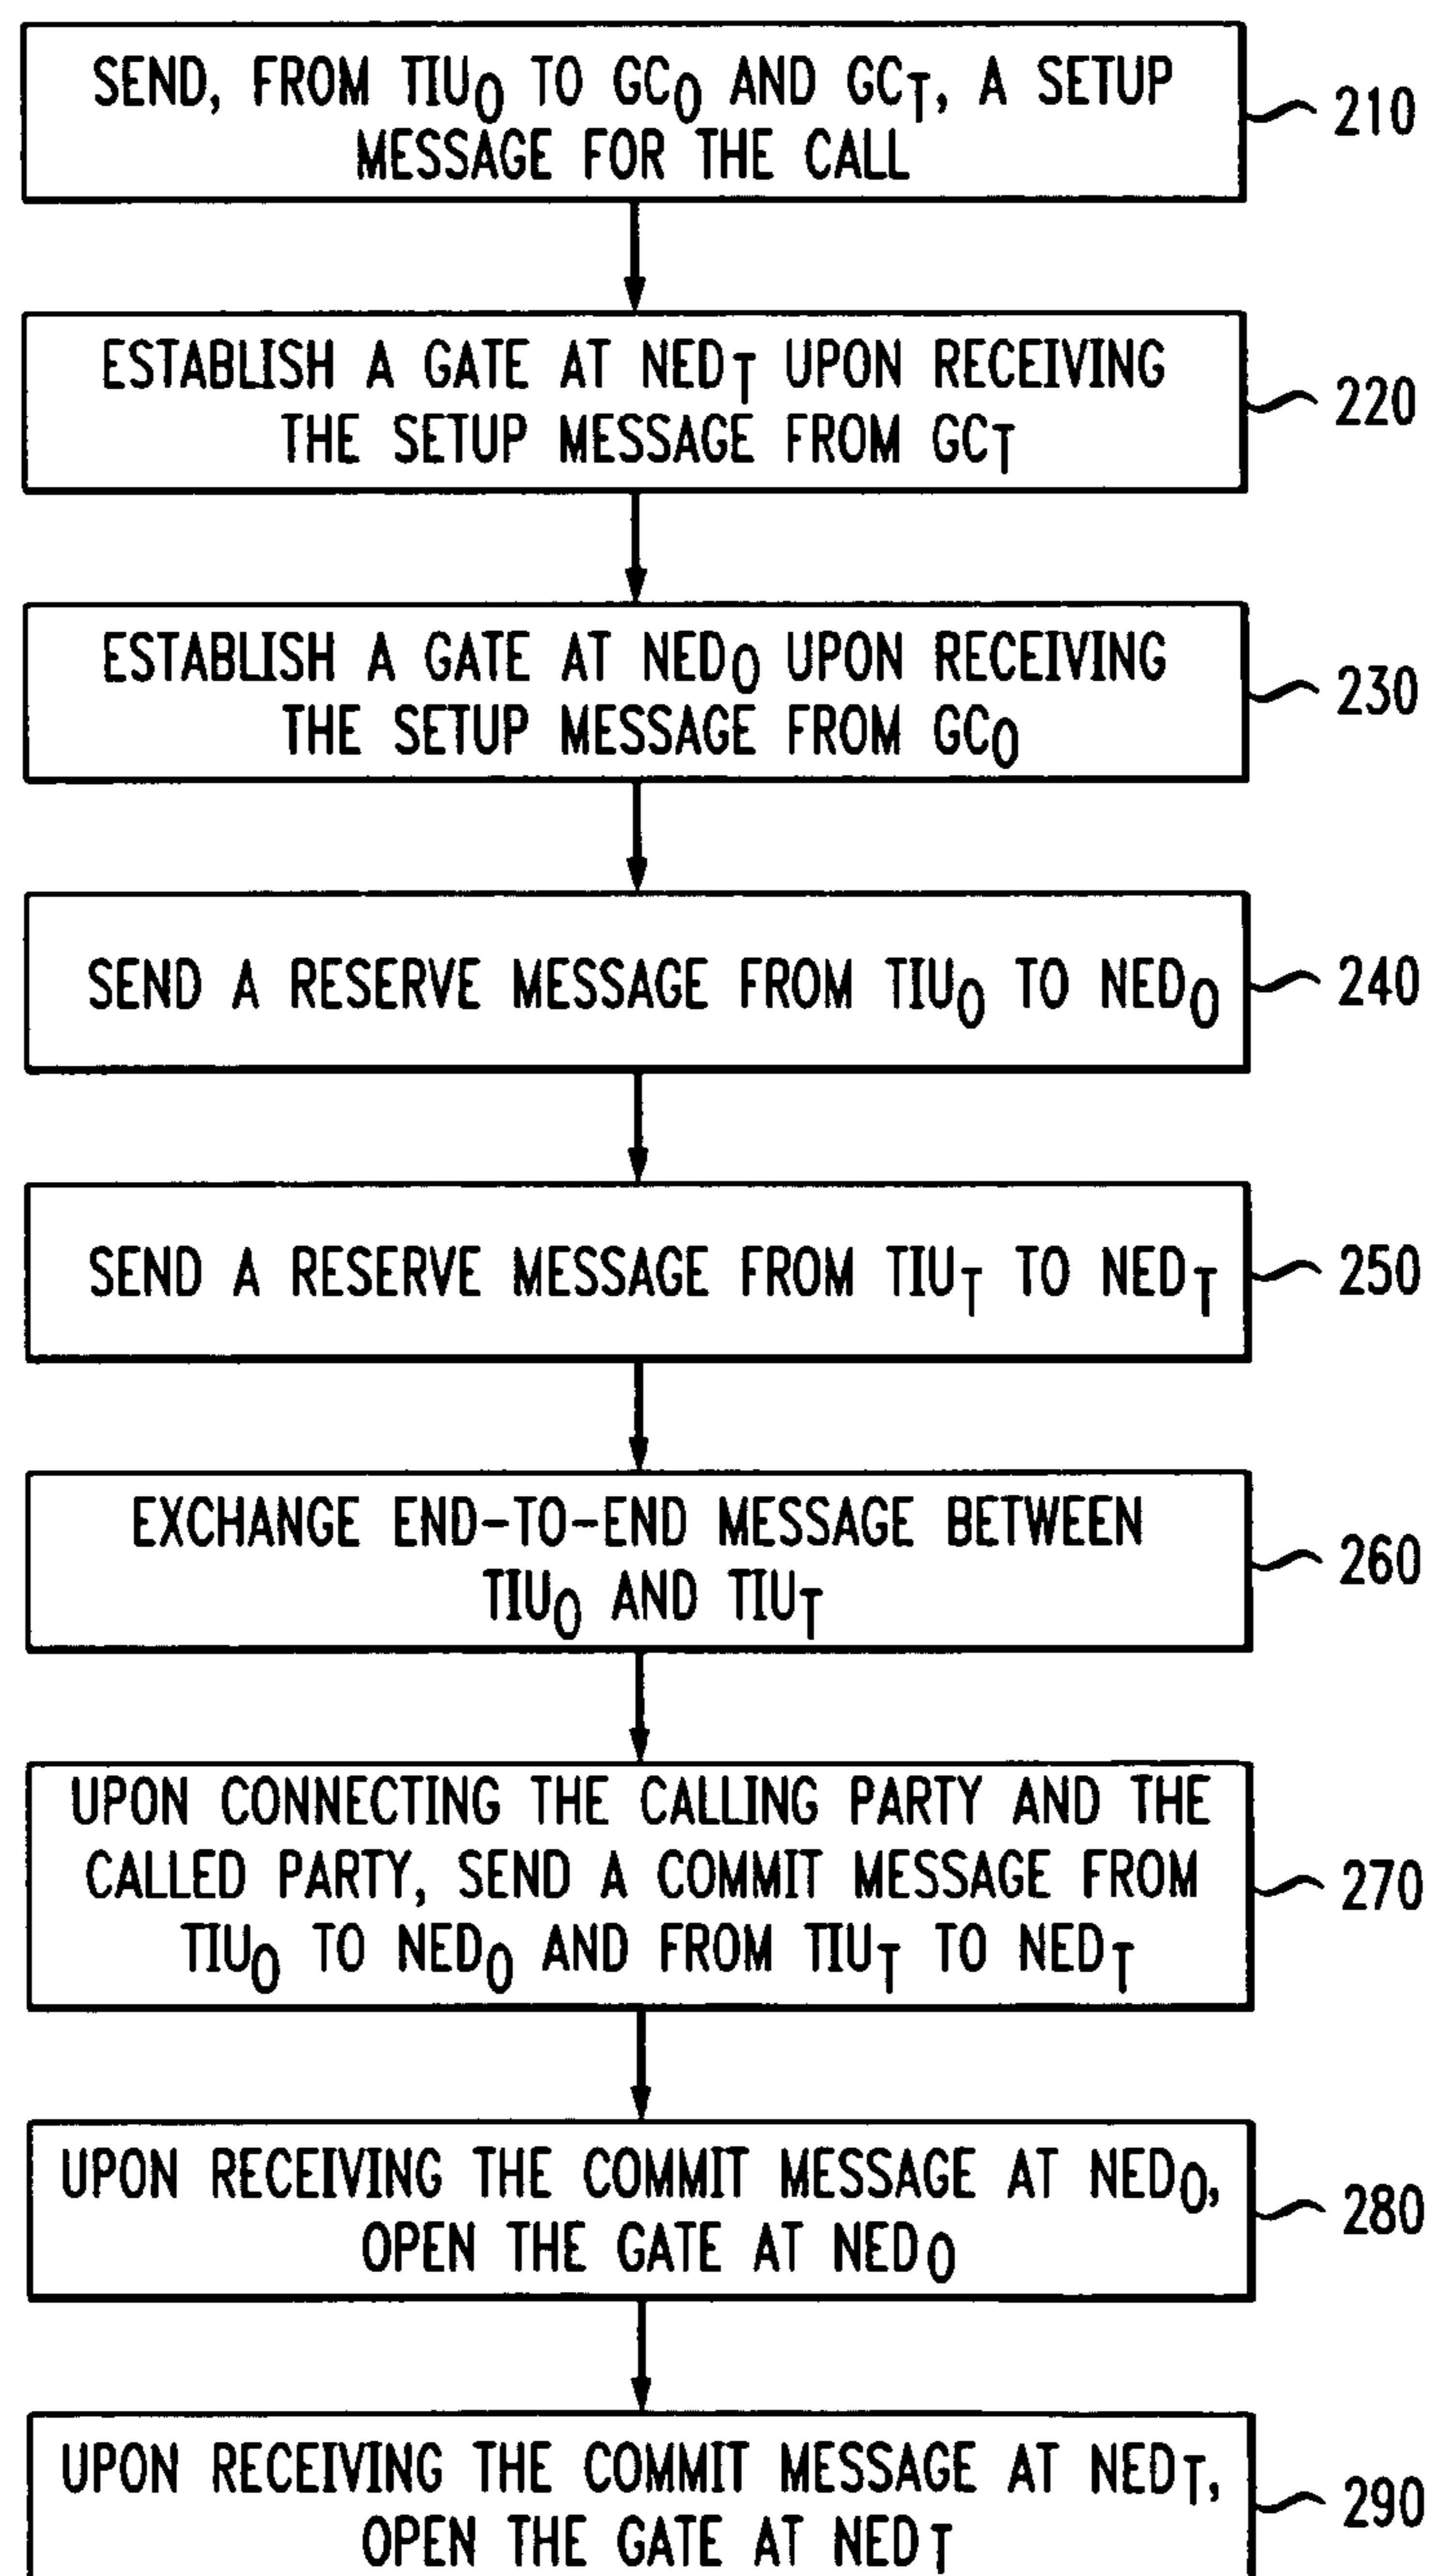 SEND, FROM TIU₀ TO GC₀ AND GCT, A SETUP
MESSAGE FOR THE CALL
210
ESTABLISH A GATE AT NEDT UPON RECEIVING
THE SETUP MESSAGE FROM GCT
220
ESTABLISH A GATE AT NED₀ UPON RECEIVING
THE SETUP MESSAGE FROM GC₀
230
SEND A RESERVE MESSAGE FROM TIU₀ TO NED₀
240
SEND A RESERVE MESSAGE FROM TIUT TO NEDT
250
EXCHANGE END-TO-END MESSAGE BETWEEN
TIU₀ AND TIUT
260
UPON CONNECTING THE CALLING PARTY AND THE
CALLED PARTY, SEND A COMMIT MESSAGE FROM
TIU₀ TO NED₀ AND FROM TIUT TO NEDT
270
UPON RECEIVING THE COMMIT MESSAGE AT NED₀,
OPEN THE GATE AT NED₀
280
UPON RECEIVING THE COMMIT MESSAGE AT NEDT,
OPEN THE GATE AT NEDT
290